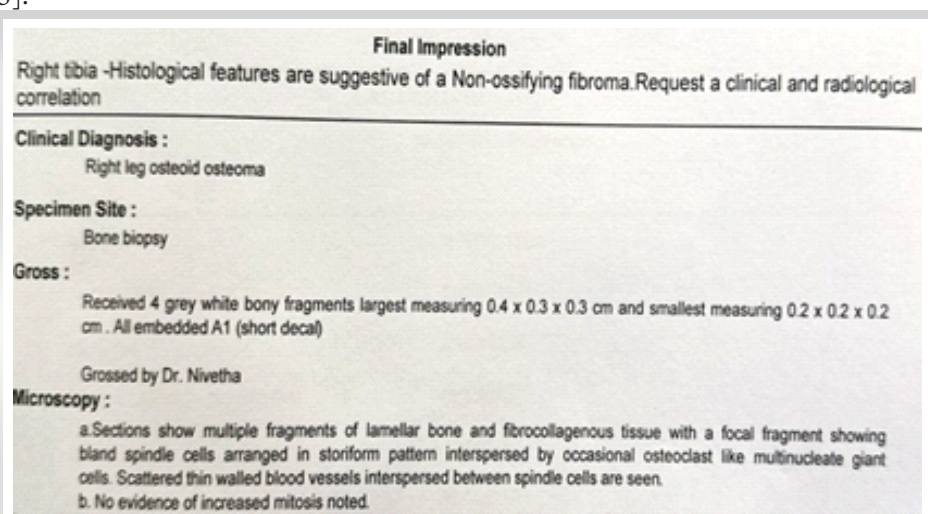 Final Impression
Right tibia -Histological features are suggestive of a Non-ossifying fibroma.Request a clinical and radiological
correlation
Clinical Diagnosis :
Right leg osteoid osteoma
Specimen Site :
Bone biopsy
Gross :
Received 4 grey white bony fragments largest measuring 0.4 x 0.3 x 0.3 cm and smallest measuring 0.2 x 0.2 x 0.2
cm . All embedded A1 (short decal)
Grossed by Dr. Nivetha
Microscopy :
a.Sections show multiple fragments of lamellar bone and fibrocollagenous tissue with a focal fragment showing
bland spindle cells arranged in storiform pattern interspersed by occasional osteoclast like multinucleate giant
cells. Scattered thin walled blood vessels interspersed between spindle cells are seen.
b. No evidence of increased mitosis noted.